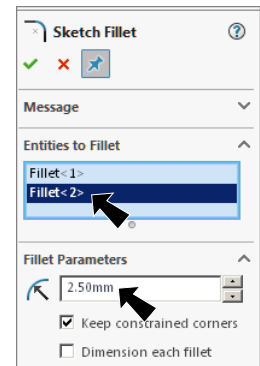 Sketch Fillet
Message
Entities to Fillet
Fillet<1>
Fillet<2>
Fillet Parameters
2.50mm
Keep constrained corners
Dimension each fillet